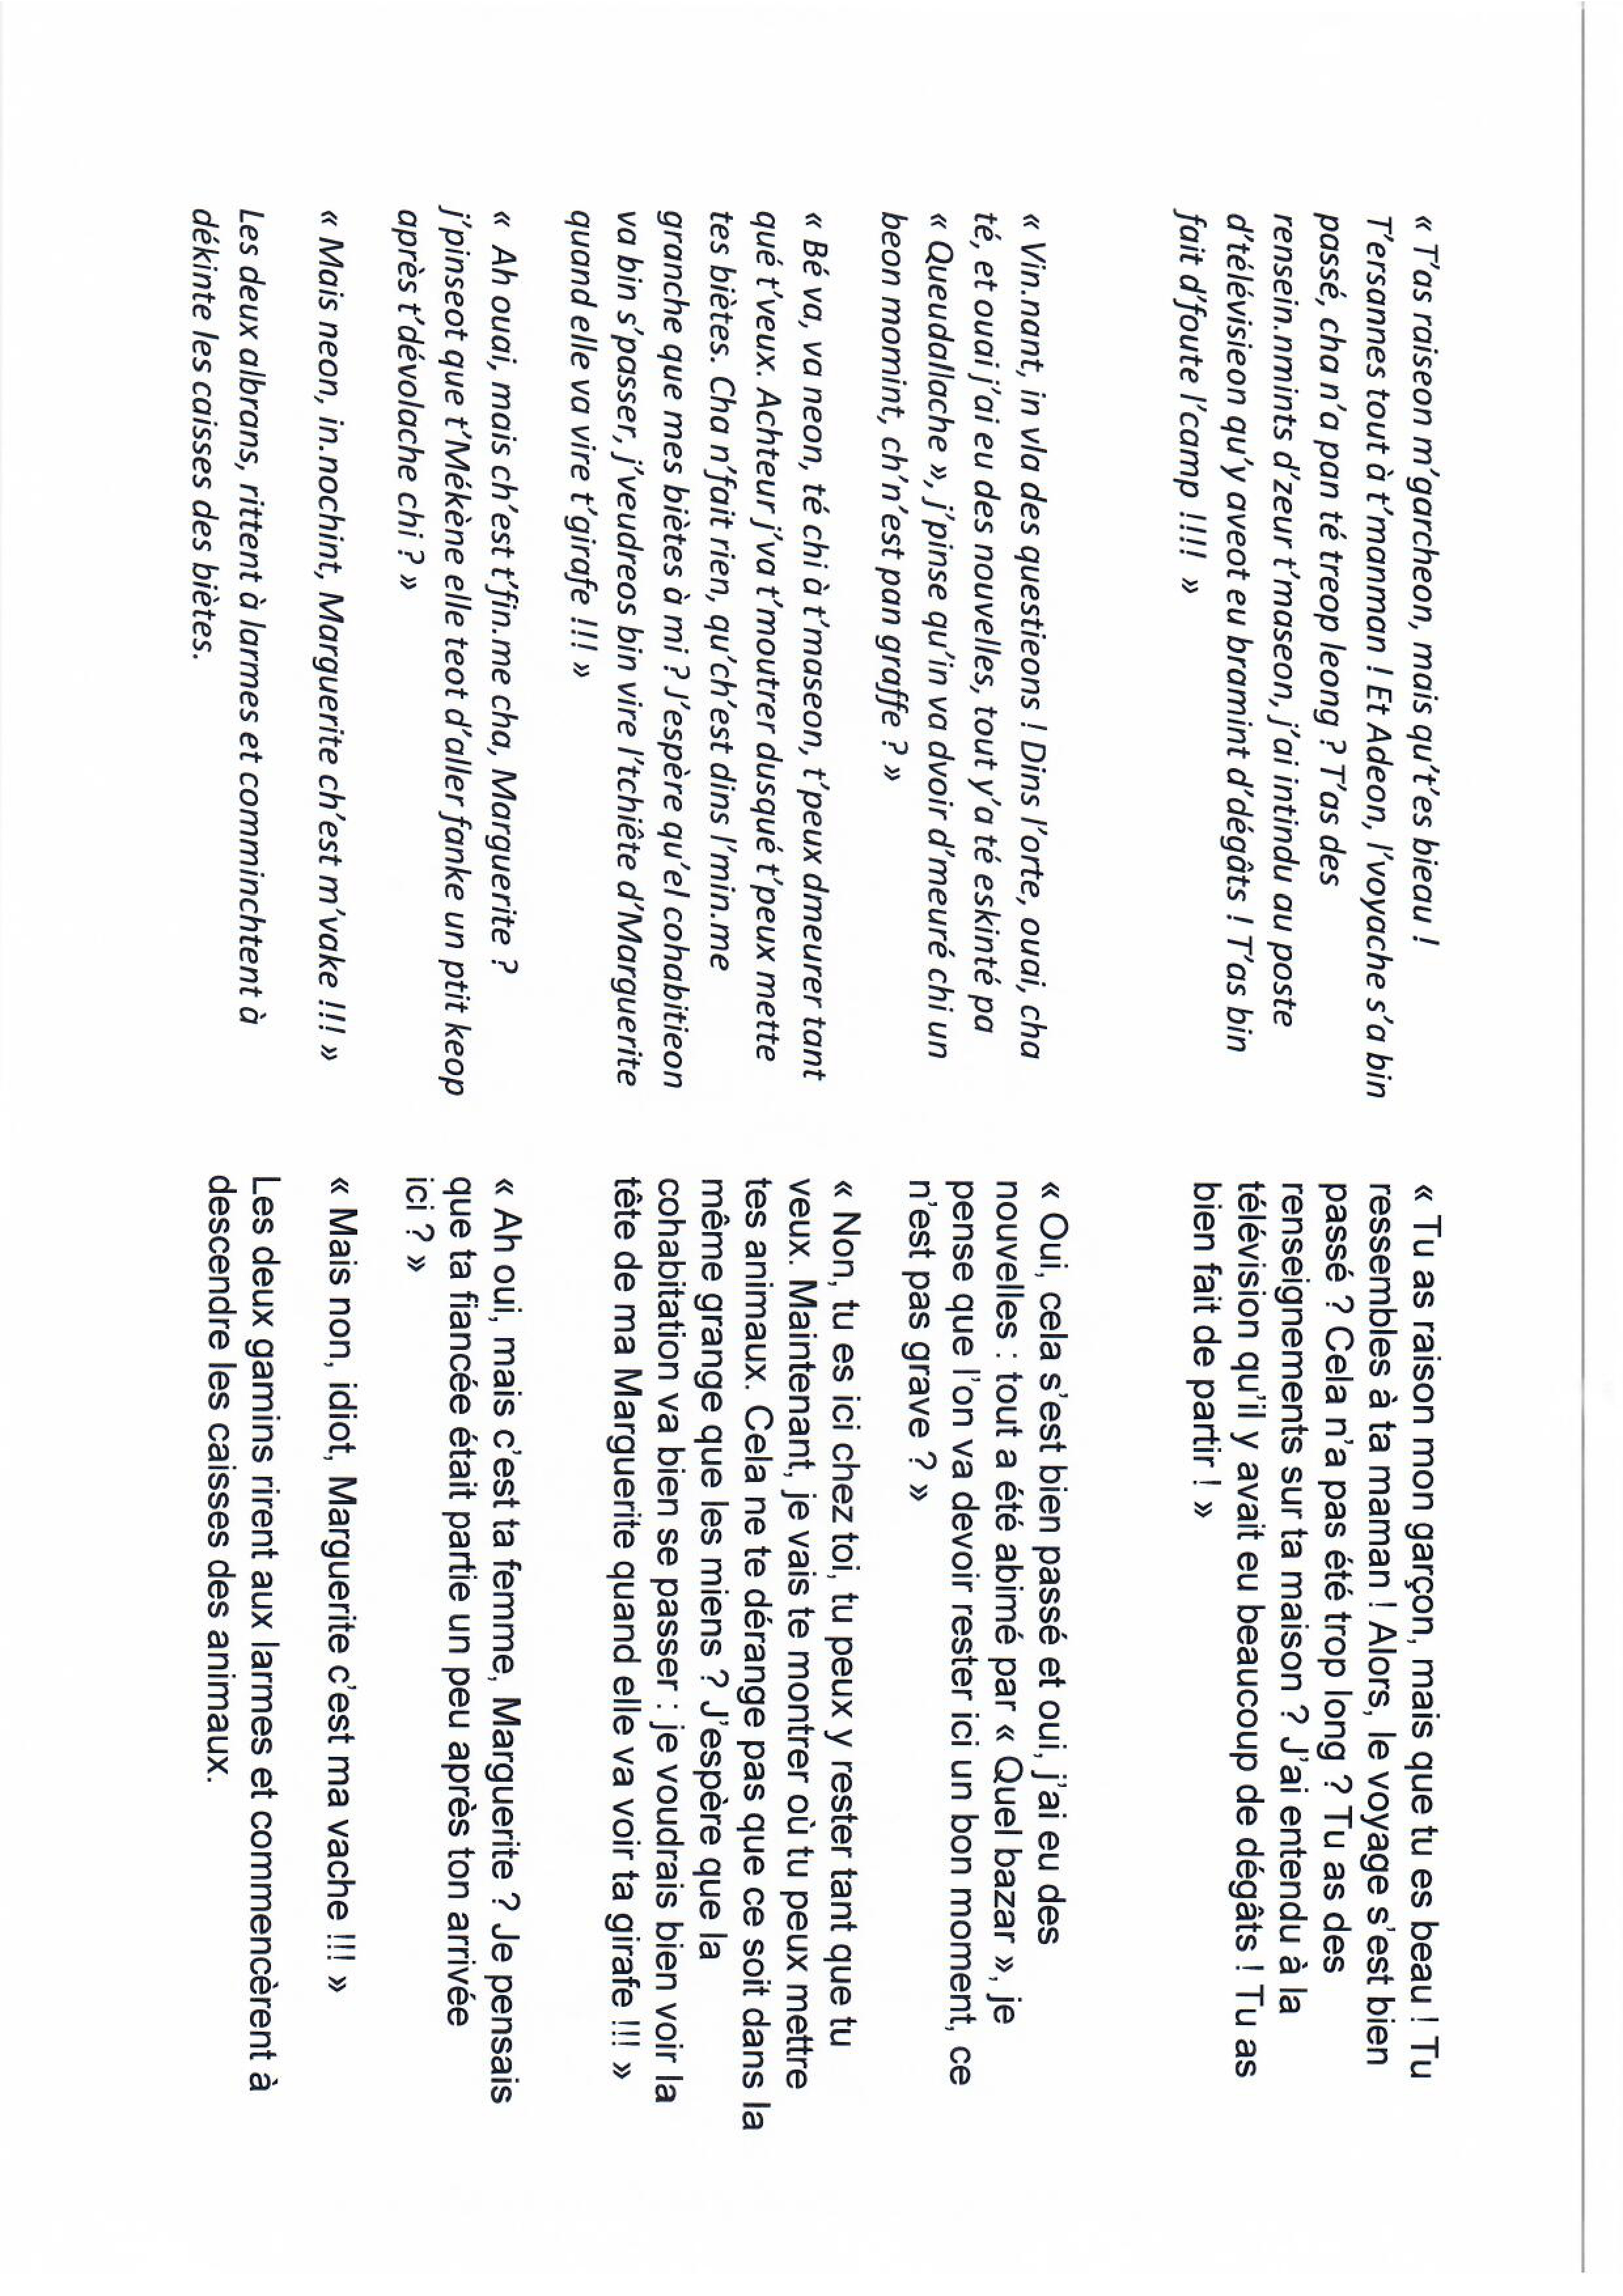 « T'as raiseon m'garcheon, mais qu't'es bieau !
T'ersannes tout à t'manman ! Et Adeon, l'voyache s'a bin
passé, cha n'a pan té treop leong ? T'as des
rensein.nmints d'zeur t'maseon, j'ai intindu au poste
d'télévisieon qu'y aveot eu bramint d'dégâts ! T'as bin
fait d'foute l'camp !!!! »
« Vin.nant, in vla des questieons ! Dins l'orte, ouai, cha
té, et ouai j'ai eu des nouvelles, tout y'a té eskinté pa
« Queudallache », j'pinse qu'in va dvoir d'meuré chi un
beon momint, ch'n'est pan graffe ? »
« Bé va, va neon, té chi à t'maseon, t'peux dmeurer tant
qué t'veux. Achteur j'va t'moutrer dusqué t'peux mette
tes biètes. Cha n'fait rien, qu'ch'est dins l'min.me
granche que mes biètes à mi ? J'espère qu'el cohabitieon
va bin s'passer, j'veudreos bin vire l'tchiête d'Marguerite
quand elle va vire t'girafe !!! »
« Ah ouai, mais ch'est t'fin.me cha, Marguerite ?
j'pinseot que t'Mékène elle teot d'aller fanke un ptit keop
après t'dévolache chi ? »
« Mais neon, in.nochint, Marguerite ch'est m'vake !!! »
Les deux albrans, rittent à larmes et comminchtent à
dékinte les caisses des biètes.
« Tu as raison mon garçon, mais que tu es beau ! Tu
ressembles à ta maman ! Alors, le voyage s'est bien
passé ? Cela n'a pas été trop long ? Tu as des
renseignements sur ta maison ? J'ai entendu à la
télévision qu'il y avait eu beaucoup de dégâts ! Tu as
bien fait de partir ! »
« Oui, cela s'est bien passé et oui, j'ai eu des
nouvelles : tout a été abimé par « Quel bazar », je
pense que l'on va devoir rester ici un bon moment, ce
n'est pas grave ? »
« Non, tu es ici chez toi, tu peux y rester tant que tu
veux. Maintenant, je vais te montrer où tu peux mettre
tes animaux. Cela ne te dérange pas que ce soit dans la
même grange que les miens ? J'espère que la
cohabitation va bien se passer : je voudrais bien voir la
tête de ma Marguerite quand elle va voir ta girafe !!! »
« Ah oui, mais c'est ta femme, Marguerite ? Je pensais
que ta fiancée était partie un peu après ton arrivée
ici ? »
« Mais non, idiot, Marguerite c'est ma vache !!! »
Les deux gamins rirent aux larmes et commencèrent à
descendre les caisses des animaux.